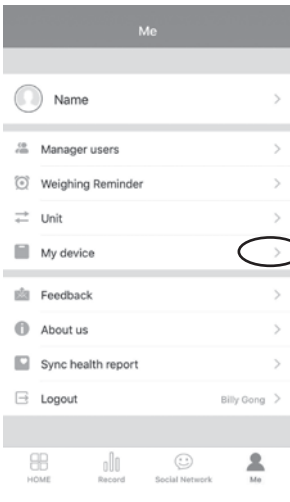 Me
Name
Manager users
Weighing Reminder
Unit
My device
Feedback
About us
Sync health report
Logout Billy Gong
HOME Record Social Network Me